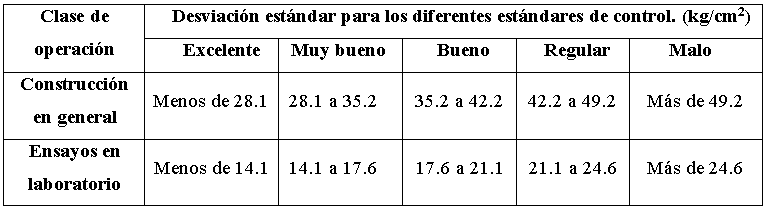 Clase de operación
Desviación estándar para los diferentes estándares de control. (kg/cm²)
Excelente Muy bueno Bueno Regular Malo
Construcción en general
Menos de 28.1 28.1 a 35.2 35.2 a 42.2 42.2 a 49.2 Más de 49.2
Ensayos en laboratorio
Menos de 14.1 14.1 a 17.6 17.6 a 21.1 21.1 a 24.6 Más de 24.6